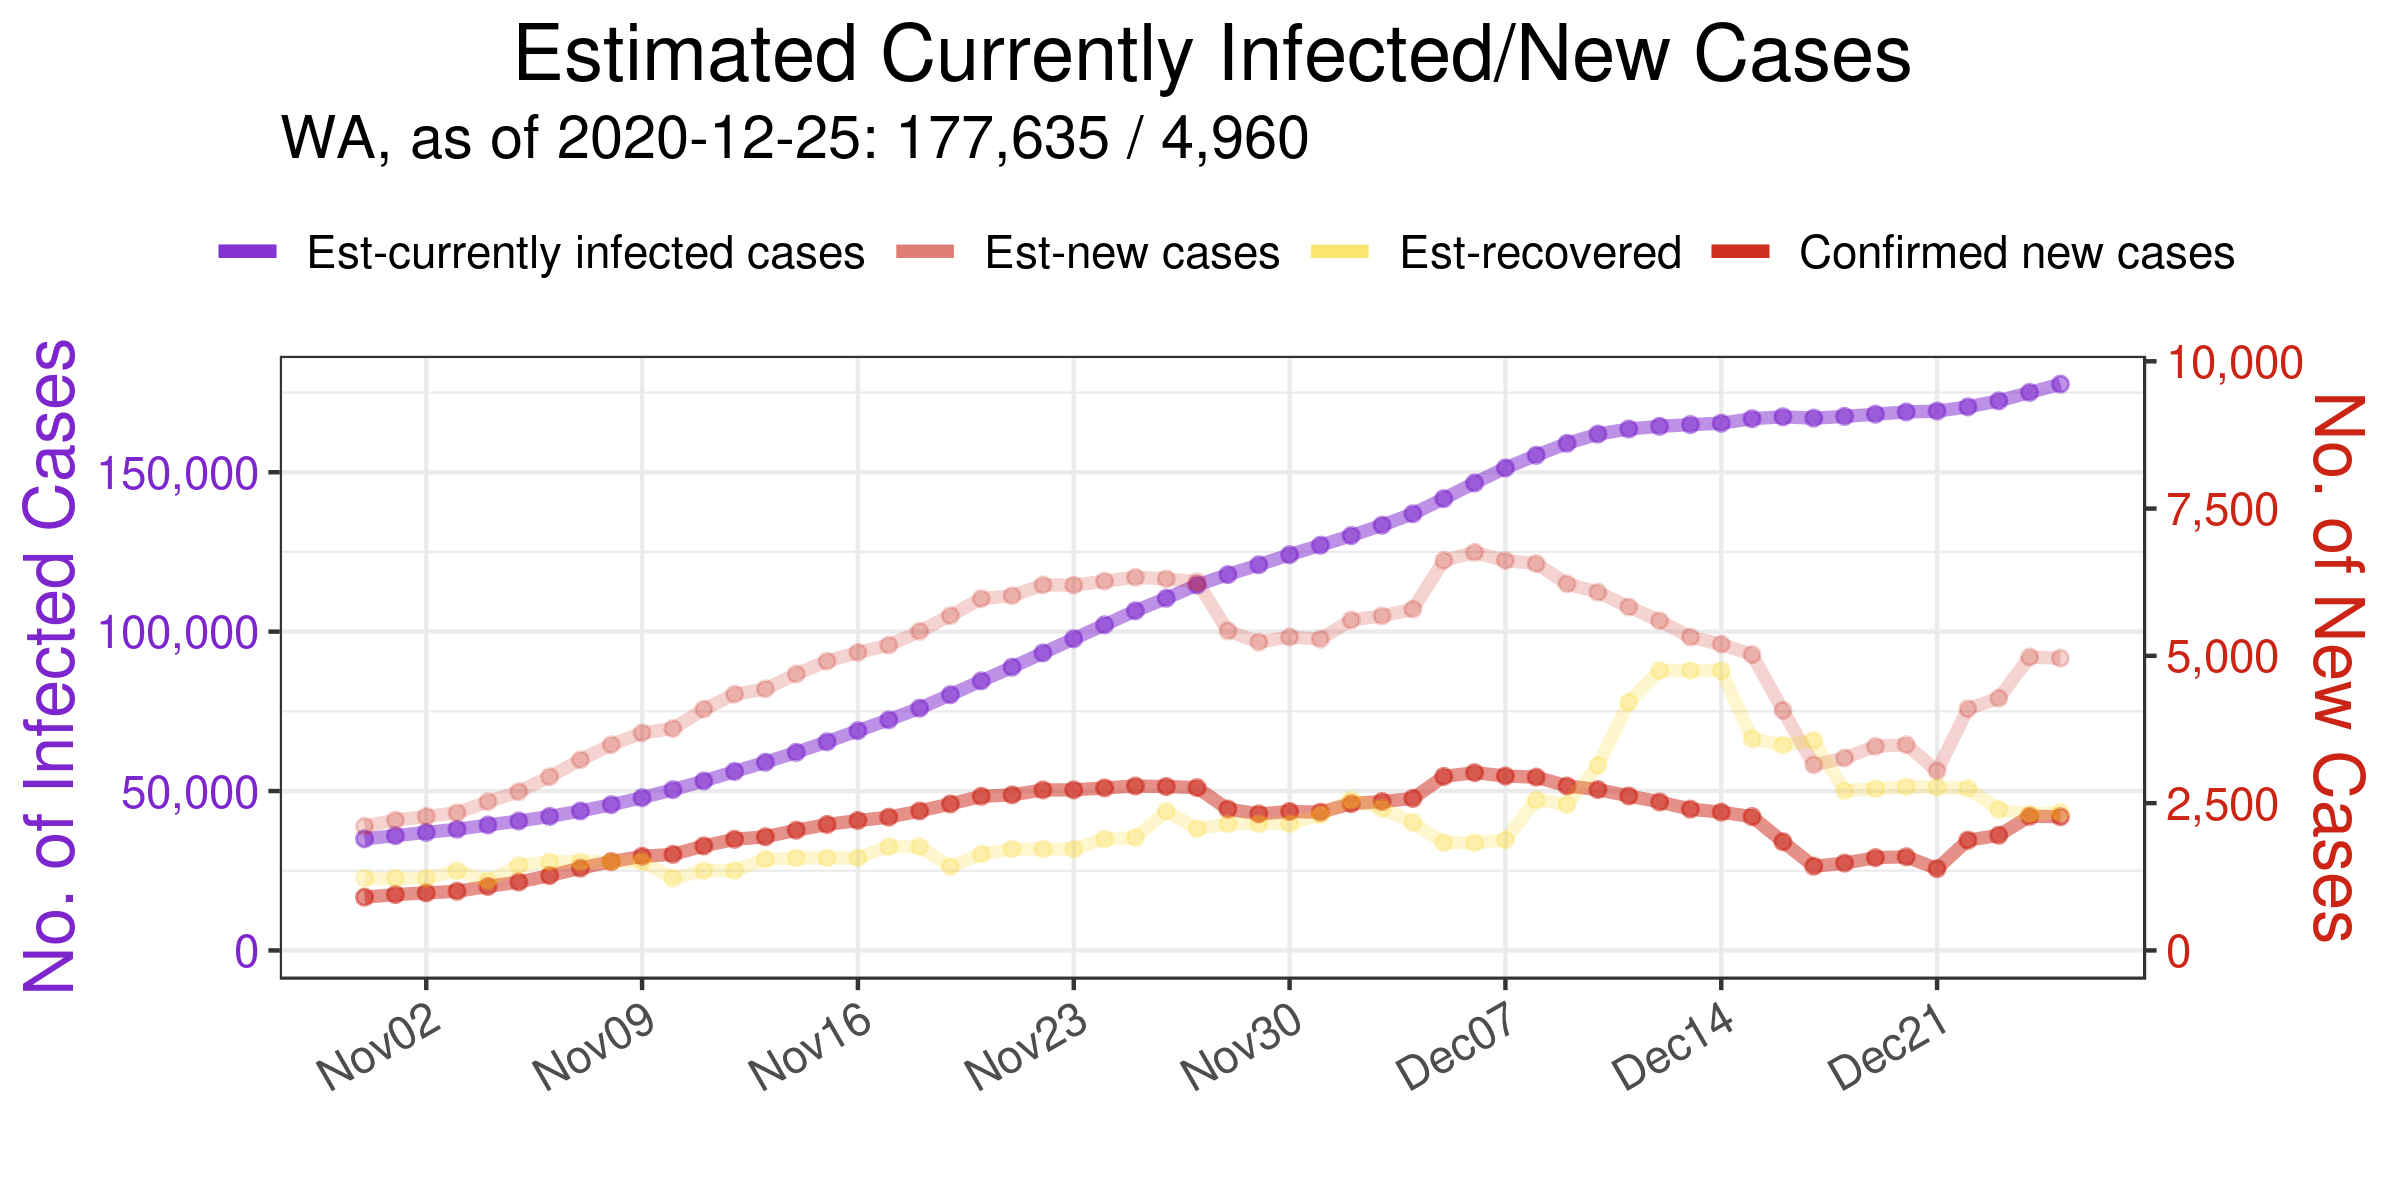 Estimated Currently Infected/New Cases
WA, as of 2020-12-25: 177,635 / 4,960
Est-currently infected cases Est-new cases Est-recovered Confirmed new cases
No. of Infected Cases
150,000
100,000
50,000
0
10,000
7,500
5,000
2,500
0
No. of New Cases
Nov02 Nov09 Nov16 Nov23 Nov30 Dec07 Dec14 Dec21